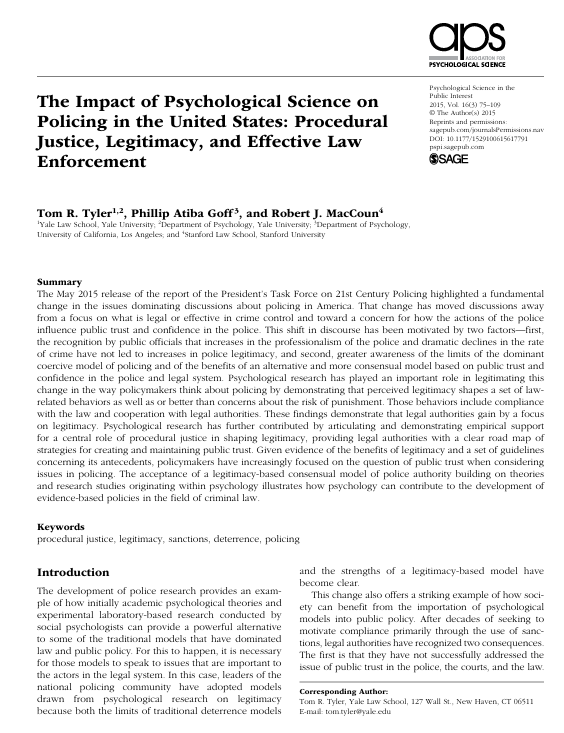 aps
ASSOCIATION FOR
PSYCHOLOGICAL SCIENCE
Psychological Science in the
Public Interest
2015, Vol. 16(3) 75–109
© The Author(s) 2015
Reprints and permissions:
sagepub.com/journalsPermissions.nav
DOI: 10.1177/1529100615617791
pspi.sagepub.com
SAGE
The Impact of Psychological Science on
Policing in the United States: Procedural
Justice, Legitimacy, and Effective Law
Enforcement
Tom R. Tyler1,2, Phillip Atiba Goff3, and Robert J. MacCoun4
1Yale Law School, Yale University; 2Department of Psychology, Yale University; 3Department of Psychology,
University of California, Los Angeles; and 4Stanford Law School, Stanford University
Summary
The May 2015 release of the report of the President's Task Force on 21st Century Policing highlighted a fundamental
change in the issues dominating discussions about policing in America. That change has moved discussions away
from a focus on what is legal or effective in crime control and toward a concern for how the actions of the police
influence public trust and confidence in the police. This shift in discourse has been motivated by two factors—first,
the recognition by public officials that increases in the professionalism of the police and dramatic declines in the rate
of crime have not led to increases in police legitimacy, and second, greater awareness of the limits of the dominant
coercive model of policing and of the benefits of an alternative and more consensual model based on public trust and
confidence in the police and legal system. Psychological research has played an important role in legitimating this
change in the way policymakers think about policing by demonstrating that perceived legitimacy shapes a set of law-
related behaviors as well as or better than concerns about the risk of punishment. Those behaviors include compliance
with the law and cooperation with legal authorities. These findings demonstrate that legal authorities gain by a focus
on legitimacy. Psychological research has further contributed by articulating and demonstrating empirical support
for a central role of procedural justice in shaping legitimacy, providing legal authorities with a clear road map of
strategies for creating and maintaining public trust. Given evidence of the benefits of legitimacy and a set of guidelines
concerning its antecedents, policymakers have increasingly focused on the question of public trust when considering
issues in policing. The acceptance of a legitimacy-based consensual model of police authority building on theories
and research studies originating within psychology illustrates how psychology can contribute to the development of
evidence-based policies in the field of criminal law.
Keywords
procedural justice, legitimacy, sanctions, deterrence, policing
Introduction
The development of police research provides an exam-
ple of how initially academic psychological theories and
experimental laboratory-based research conducted by
social psychologists can provide a powerful alternative
to some of the traditional models that have dominated
law and public policy. For this to happen, it is necessary
for those models to speak to issues that are important to
the actors in the legal system. In this case, leaders of the
national policing community have adopted models
drawn from psychological research on legitimacy
because both the limits of traditional deterrence models
and the strengths of a legitimacy-based model have
become clear.
This change also offers a striking example of how soci-
ety can benefit from the importation of psychological
models into public policy. After decades of seeking to
motivate compliance primarily through the use of sanc-
tions, legal authorities have recognized two consequences.
The first is that they have not successfully addressed the
issue of public trust in the police, the courts, and the law.
Corresponding Author:
Tom R. Tyler, Yale Law School, 127 Wall St., New Haven, CT 06511
E-mail: tom.tyler@yale.edu